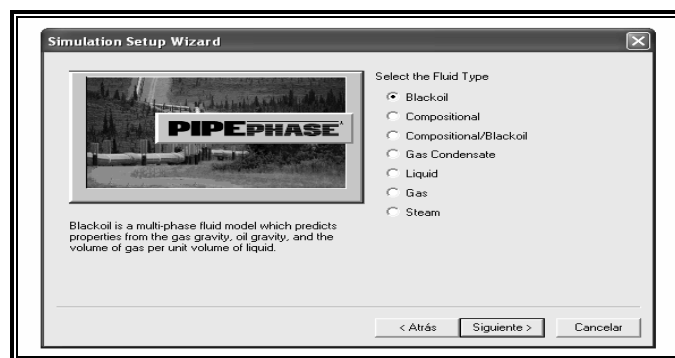 Simulation Setup Wizard
PIPEPHASE
Select the Fluid Type
Blackoil
Compositional
Compositional/Blackoil
Gas Condensate
Liquid
Gas
Steam
Blackoil is a multi-phase fluid model which predicts
properties from the gas gravity, oil gravity, and the
volume of gas per unit volume of liquid.
< Atrás
Siguiente >
Cancelar